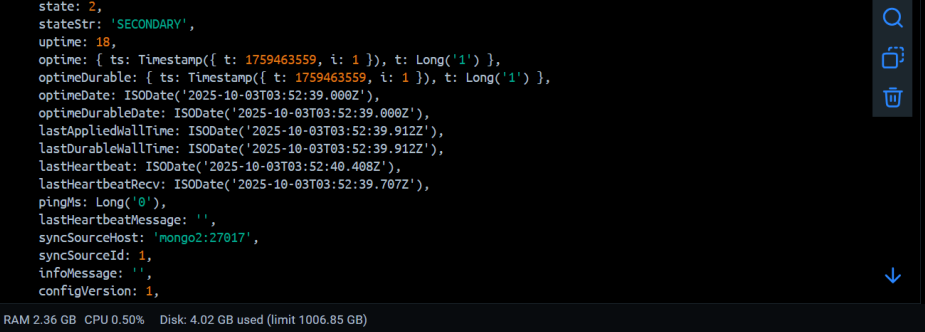 state: 2,
stateStr: 'SECONDARY',
uptime: 18,
optime: { ts: Timestamp({ t: 1759463559, i: 1 }), t: Long('1') },
optimeDurable: { ts: Timestamp({ t: 1759463559, i: 1 }), t: Long('1') },
optimeDate: ISODate('2025-10-03T03:52:39.000Z'),
optimeDurableDate: ISODate('2025-10-03T03:52:39.000Z'),
lastAppliedWallTime: ISODate('2025-10-03T03:52:39.912Z'),
lastDurableWallTime: ISODate('2025-10-03T03:52:39.912Z'),
lastHeartbeat: ISODate('2025-10-03T03:52:40.408Z'),
lastHeartbeatRecv: ISODate('2025-10-03T03:52:39.707Z'),
pingMs: Long('0'),
lastHeartbeatMessage: '',
syncSourceHost: 'mongo2:27017',
syncSourceId: 1,
infoMessage: '',
configVersion: 1,
RAM 2.36 GB CPU 0.50% Disk: 4.02 GB used (limit 1006.85 GB)